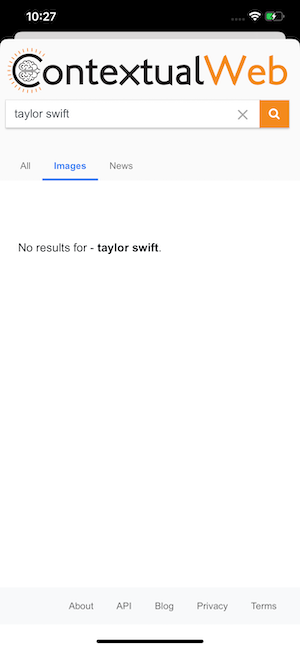 10:27
ContextualWeb
taylor swift
All Images News
No results for - taylor swift.
About API Blog Privacy Terms